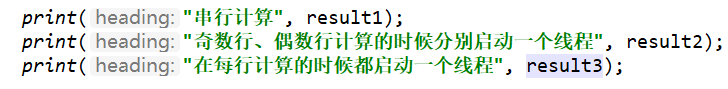 print( heading: "串行计算", result1);
print( heading: "奇数行、偶数行计算的时候分别启动一个线程", result2);
print( heading: "在每行计算的时候都启动一个线程", result3);